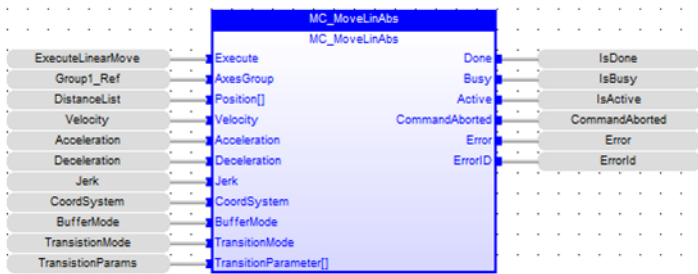 MC_MoveLinAbs
MC_MoveLinAbs
ExecuteLinearMove Execute Done IsDone
Group1_Ref AxesGroup Busy IsBusy
DistanceList Position[] Active IsActive
Velocity Velocity CommandAborted CommandAborted
Acceleration Acceleration Error Error
Deceleration Deceleration ErrorID ErrorId
Jerk Jerk
CoordSystem CoordSystem
BufferMode BufferMode
TransistionMode TransitionMode
TransistionParams TransitionParameter[]